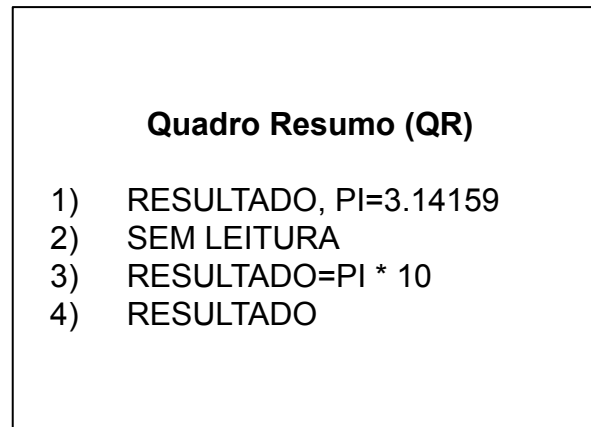 Quadro Resumo (QR)
1) RESULTADO, PI=3.14159
2) SEM LEITURA
3) RESULTADO=PI * 10
4) RESULTADO